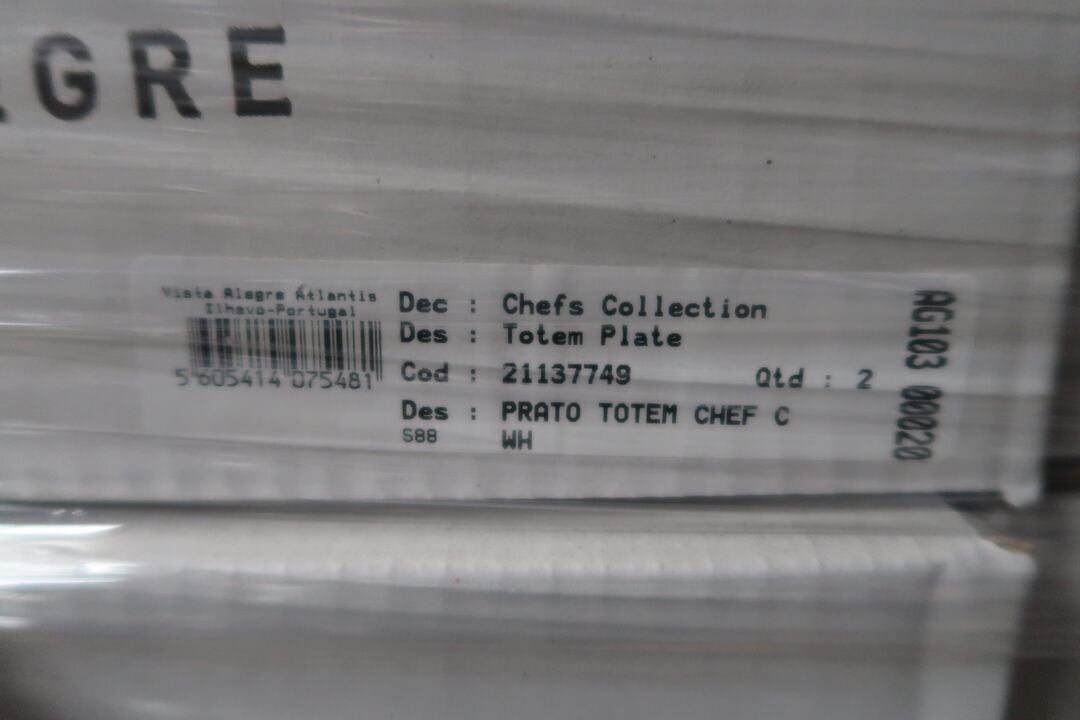 GRE
Vista Alegre Atlantis
Ilhavo-Portugal
5 605414 075481
Dec : Chefs Collection
Des : Totem Plate
Cod : 21137749 Qtd : 2
Des : PRATO TOTEM CHEF C
S88 WH
AG103 00020